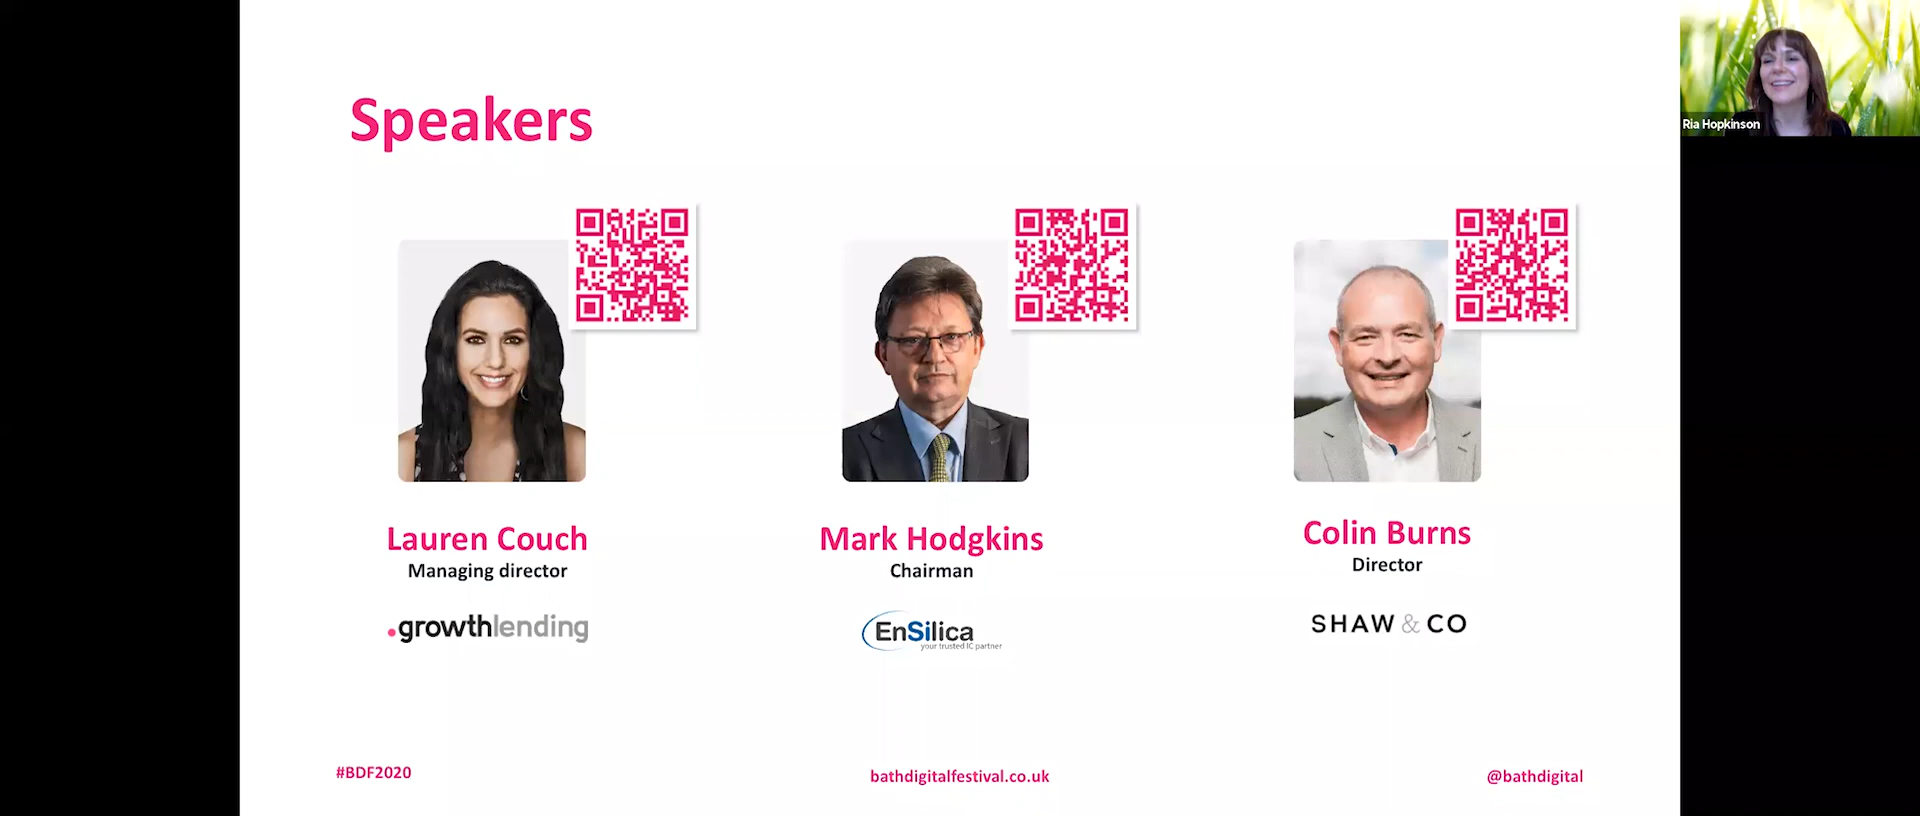 Speakers
Ria Hopkinson
Lauren Couch
Managing director
.growthlending
Mark Hodgkins
Chairman
EnSilica
your trusted IC partner
Colin Burns
Director
SHAW & CO
#BDF2020
bathdigitalfestival.co.uk
@bathdigital